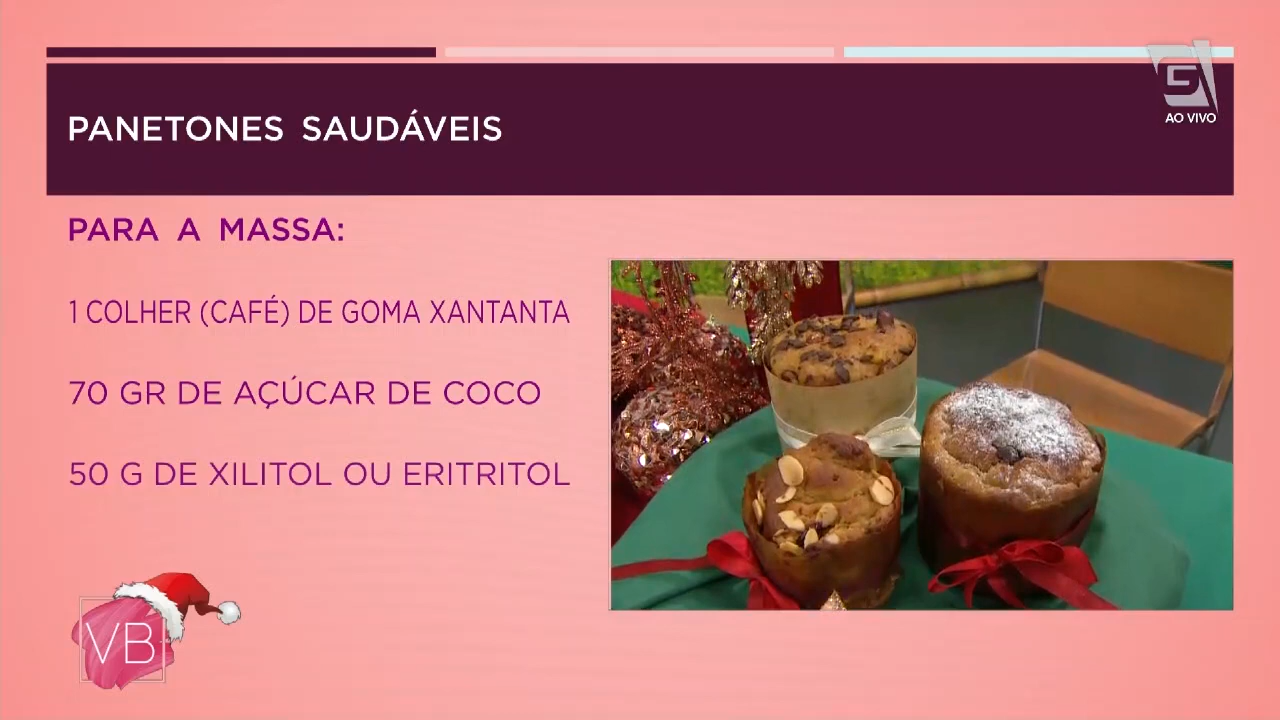 PANETONES SAUDÁVEIS
AO VIVO
PARA A MASSA:
1 COLHER (CAFÉ) DE GOMA XANTANTA
70 GR DE AÇÚCAR DE COCO
50 G DE XILITOL OU ERITRITOL
VB